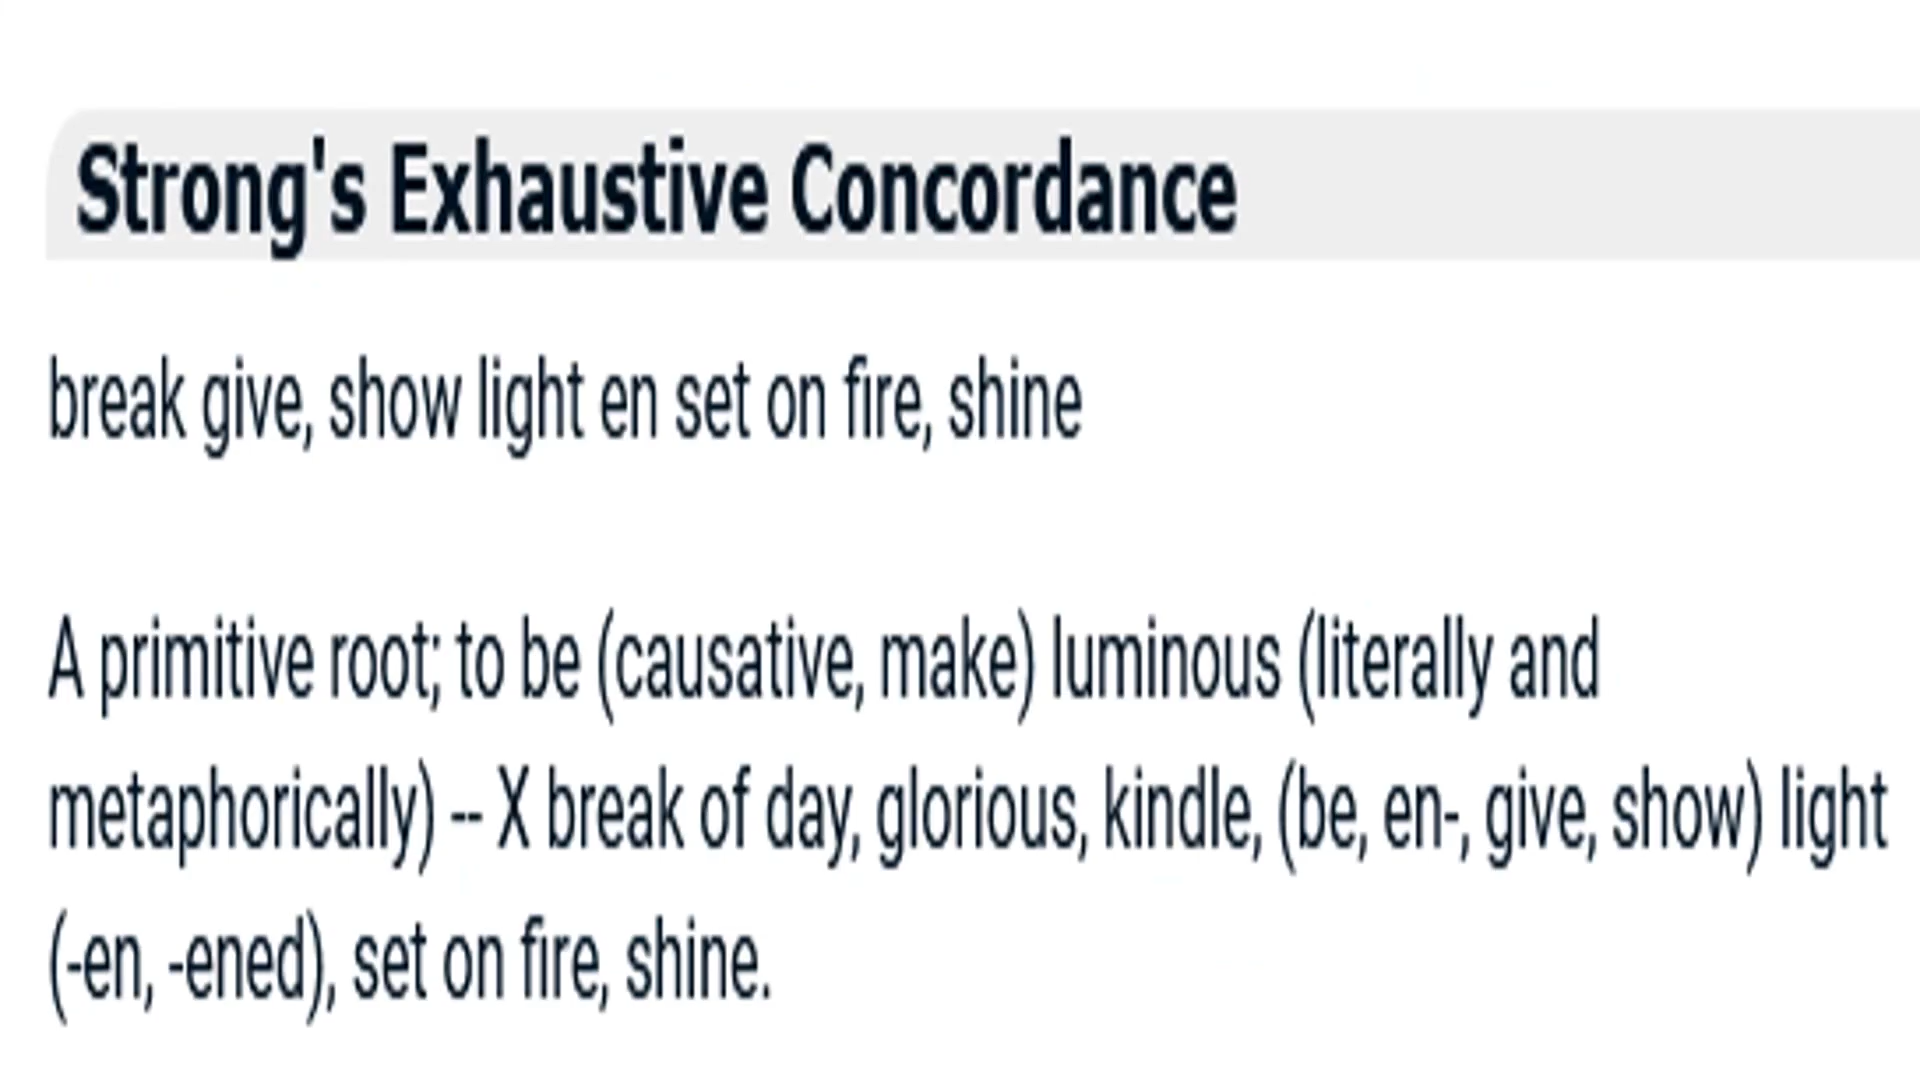 Strong's Exhaustive Concordance
break give, show light en set on fire, shine
A primitive root; to be (causative, make) luminous (literally and
metaphorically) -- X break of day, glorious, kindle, (be, en-, give, show) light
(-en, -ened), set on fire, shine.